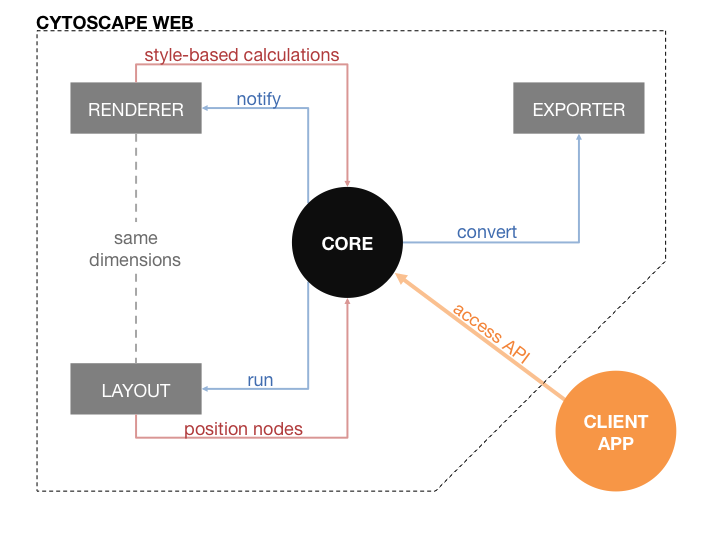 CYTOSCAPE WEB
style-based calculations
RENDERER
notify
EXPORTER
same
dimensions
CORE
convert
access API
run
LAYOUT
position nodes
CLIENT
APP